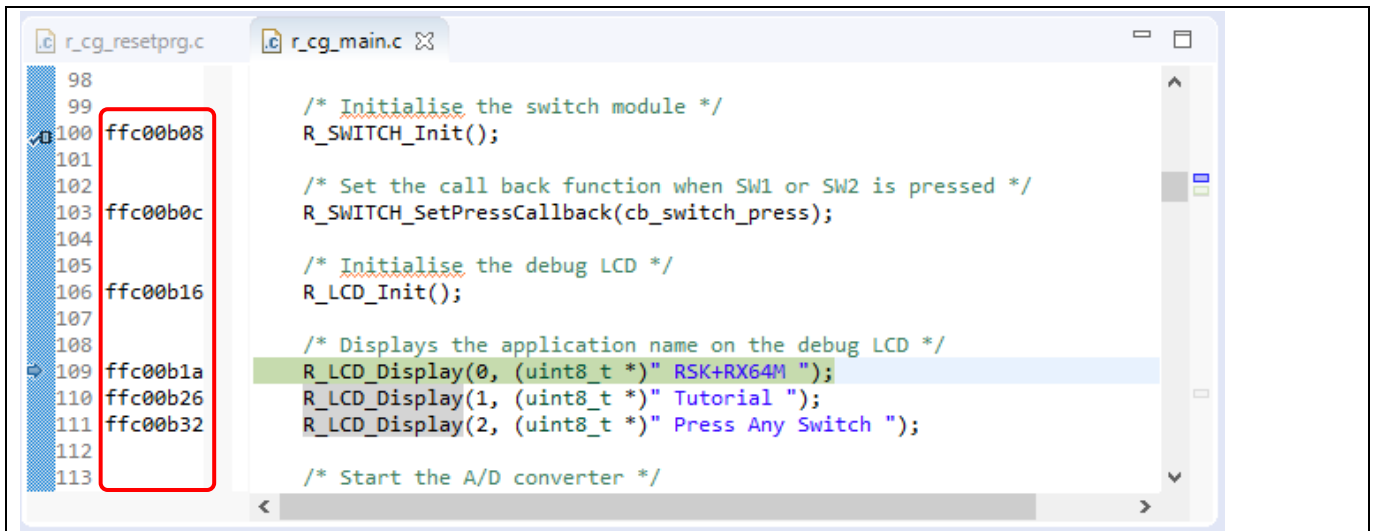 r_cg_resetprg.c r_cg_main.c
98
99 /* Initialise the switch module */
100 ffc00b08 R_SWITCH_Init();
101
102 /* Set the call back function when SW1 or SW2 is pressed */
103 ffc00b0c R_SWITCH_SetPressCallback(cb_switch_press);
104
105 /* Initialise the debug LCD */
106 ffc00b16 R_LCD_Init();
107
108 /* Displays the application name on the debug LCD */
109 ffc00b1a R_LCD_Display(0, (uint8_t *)" RSK+RX64M ");
110 ffc00b26 R_LCD_Display(1, (uint8_t *)" Tutorial ");
111 ffc00b32 R_LCD_Display(2, (uint8_t *)" Press Any Switch ");
112
113 /* Start the A/D converter */